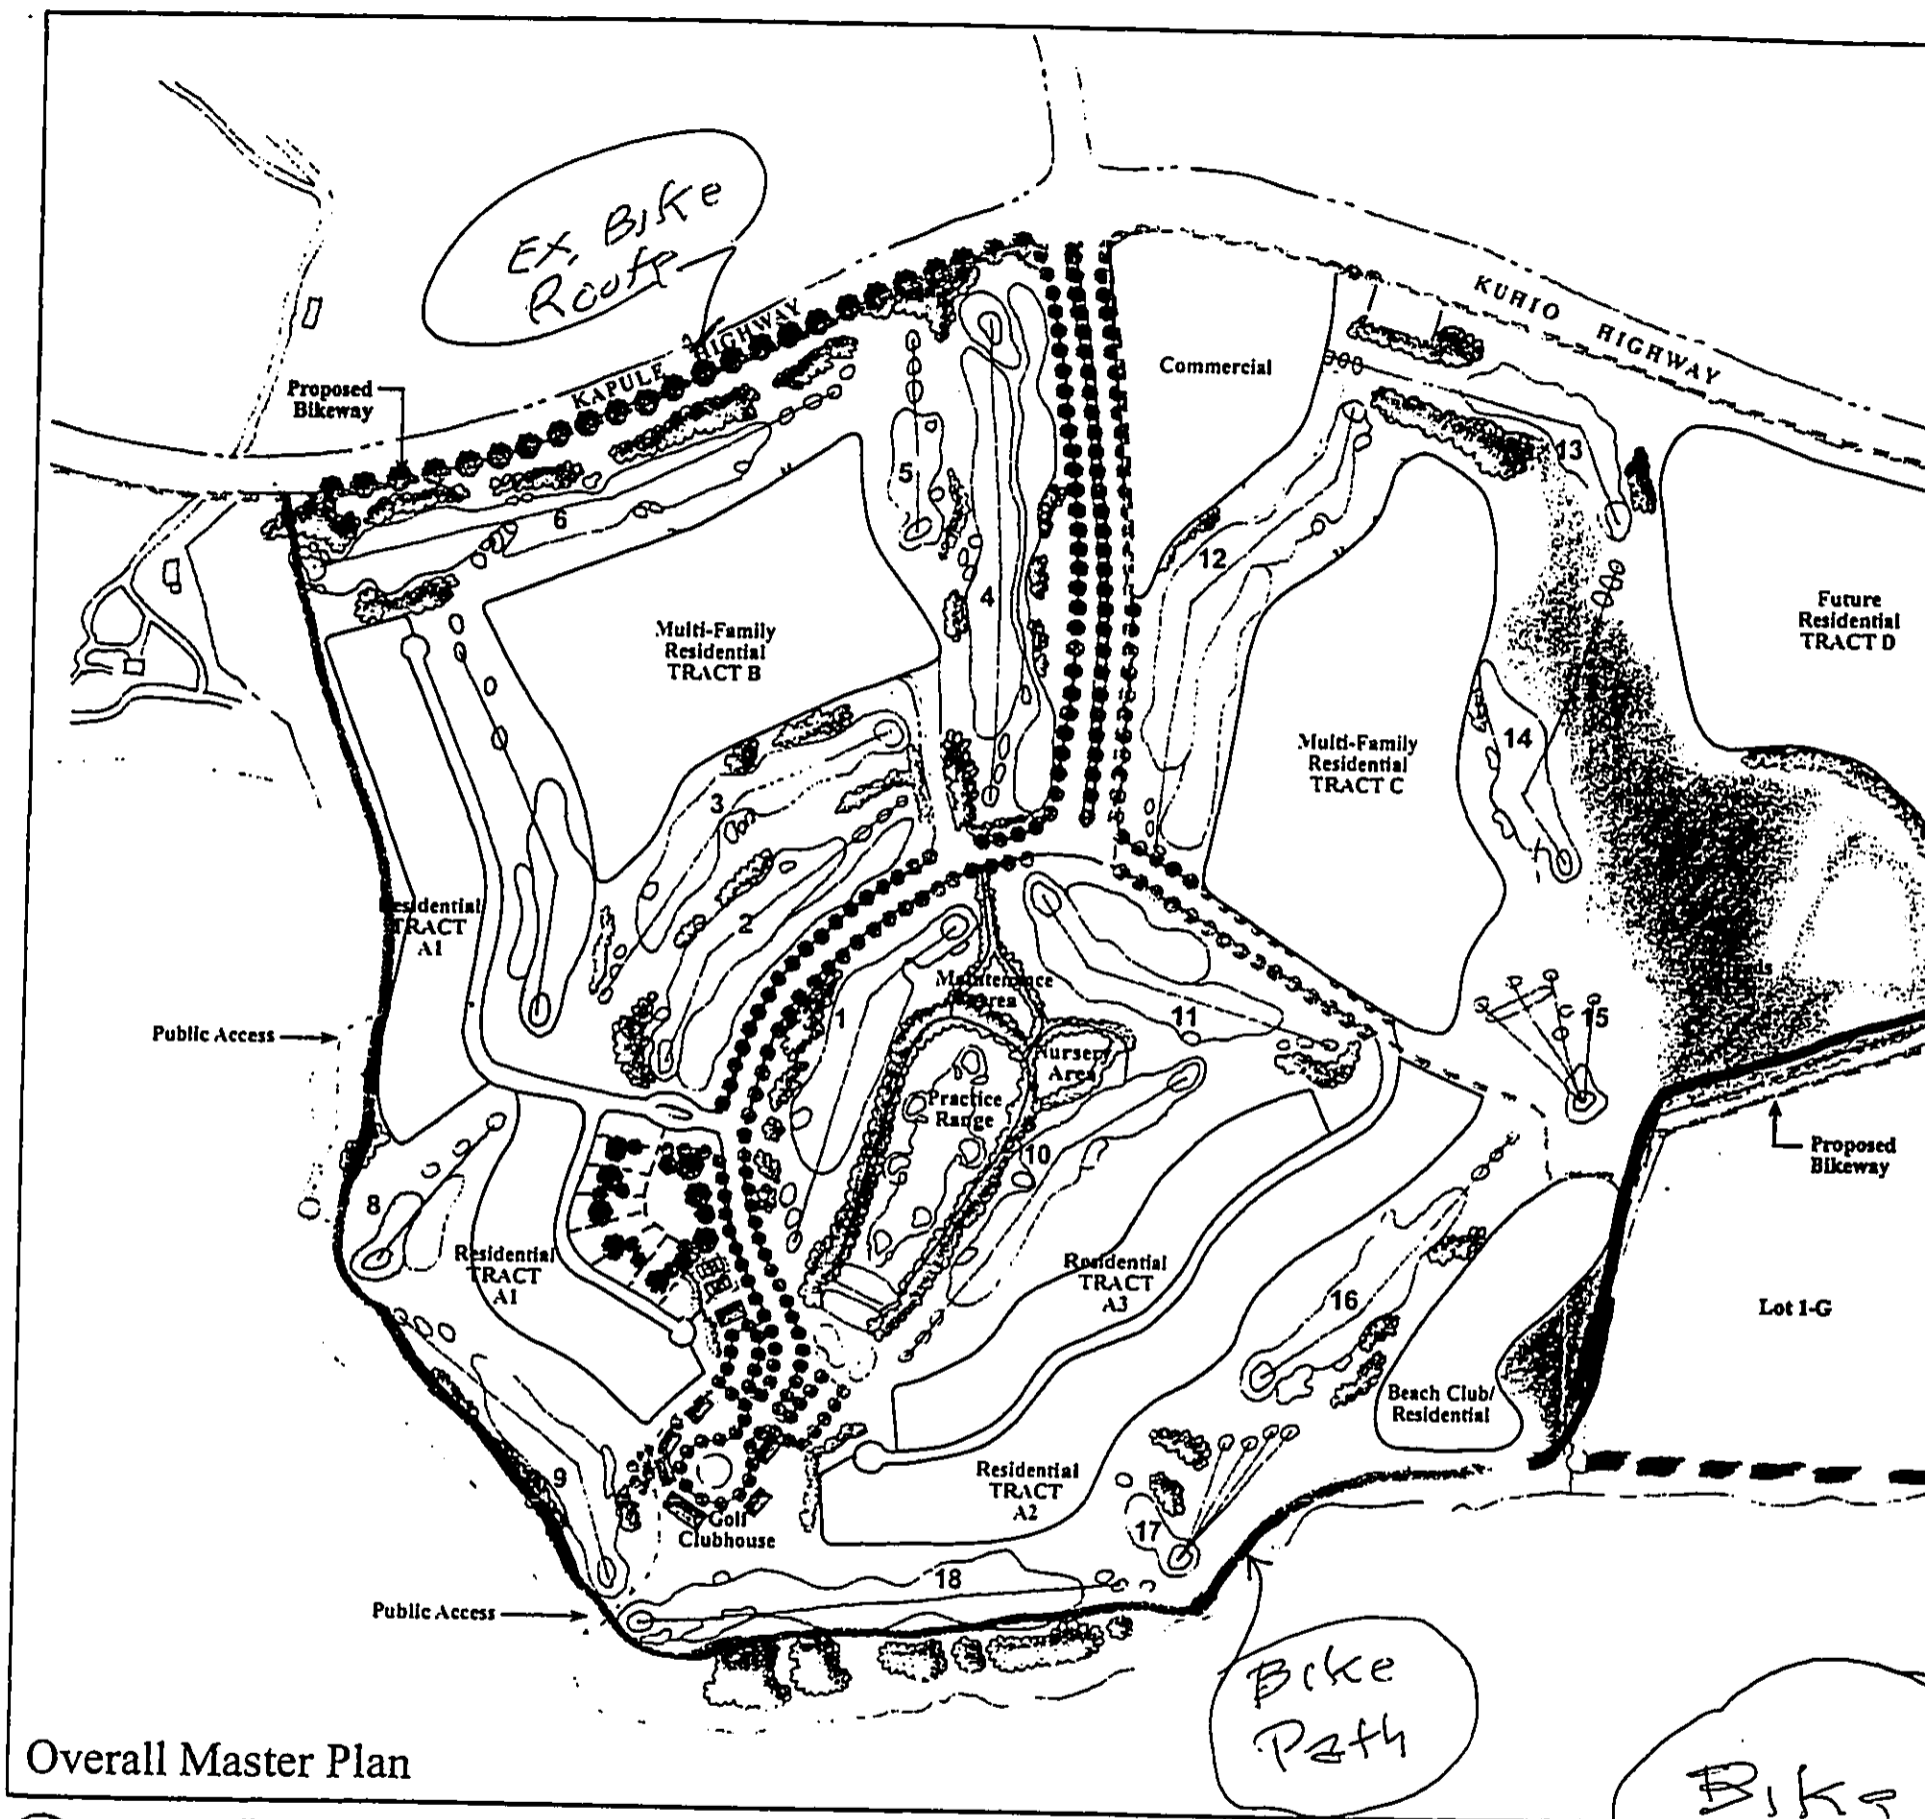 Ex. Bike
Route
KAPULE HIGHWAY
KUHIO HIGHWAY
Proposed
Bikeway
Commercial
13
5
6
12
4
Multi-Family
Residential
TRACT B
Future
Residential
TRACT D
Multi-Family
Residential
TRACT C
14
3
2
Residential
TRACT
A1
Maintenance
Area
1
11
15
Public Access
Nursery
Area
Practice
Range
10
Proposed
Bikeway
8
Residential
TRACT
A1
Residential
TRACT
A3
16
Lot 1-G
Beach Club/
Residential
9
Residential
TRACT
A2
Golf
Clubhouse
17
18
Public Access
Bike
Path
Overall Master Plan
Bike